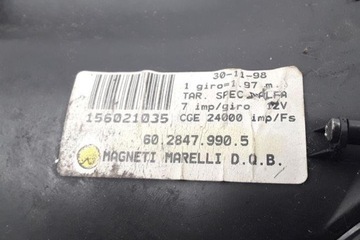 30-11-98
1 giro=1.97 m.
TAR. SPEC. ALFA
7 imp/giro 12V
156021035 CGE 24000 imp/Fs
60.2847.990.5
MAGNETI MARELLI D.Q.B.